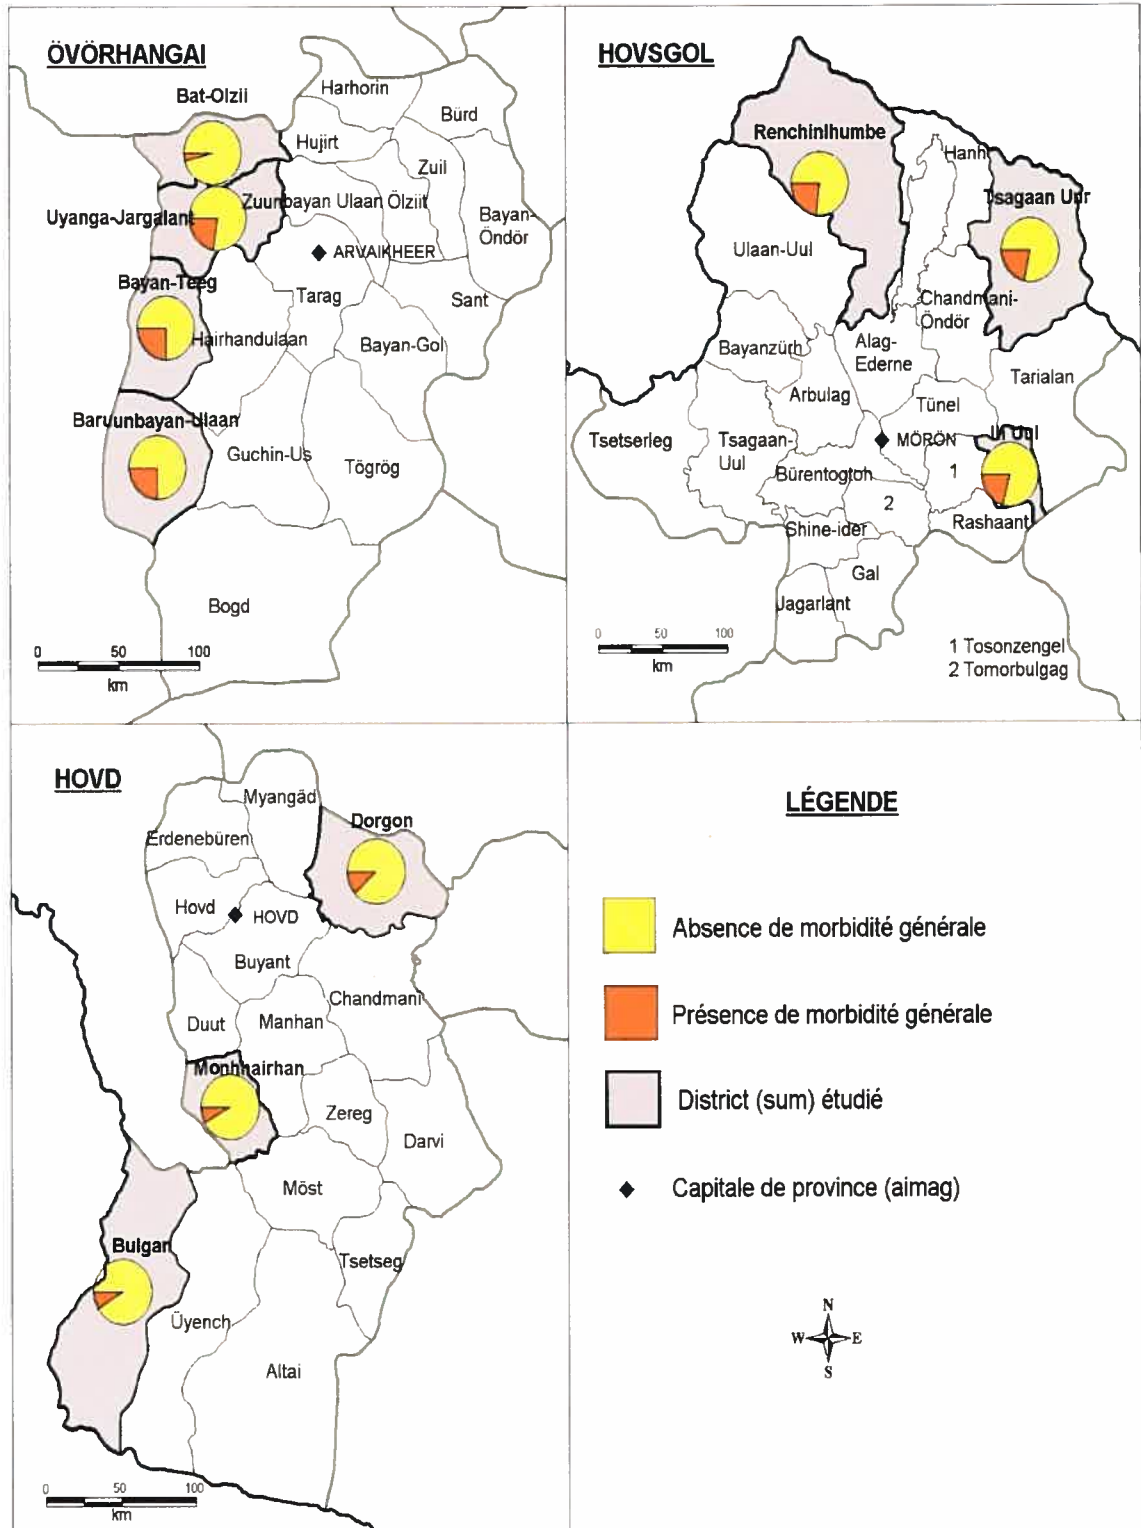 ÖVÖRHANGAI
Bat-Olzii
Harhorin
Bürd
Hujirt
Zuil
Uyanga-Jargalant
Zuunbayan Ulaan
Ölziit
Bayan-
Öndör
ARVAIKHEER
Bayan-Teeg
Tarag
Sant
Hairhandulaan
Bayan-Gol
Baruunbayan-Ulaan
Guchin-Us
Tögrög
Bogd
0 50 100
km
HOVSGOL
Renchinlhumbe
Hanh
Tsagaan Uur
Ulaan-Uul
Chandmani-
Öndör
Bayanzürh
Alag-
Ederne
Tarialan
Arbulag
Tünel
Tsetserleg
Tsagaan-
Uul
MÖRÖN
Ih Uul
Bürentogtoh
1
2
Rashaant
Shine-ider
Gal
Jagarlant
0 50 100
km
1 Tosonzengel
2 Tomorbulgag
HOVD
Myangäd
Dorgon
Erdenebüren
Hovd
HOVD
Buyant
Chandmani
Duut
Manhan
Monhhairhan
Zereg
Darvi
Möst
Bulgan
Tsetseg
Üyench
Altai
0 50 100
km
LÉGENDE
Absence de morbidité générale
Présence de morbidité générale
District (sum) étudié
Capitale de province (aimag)
N
W E
S